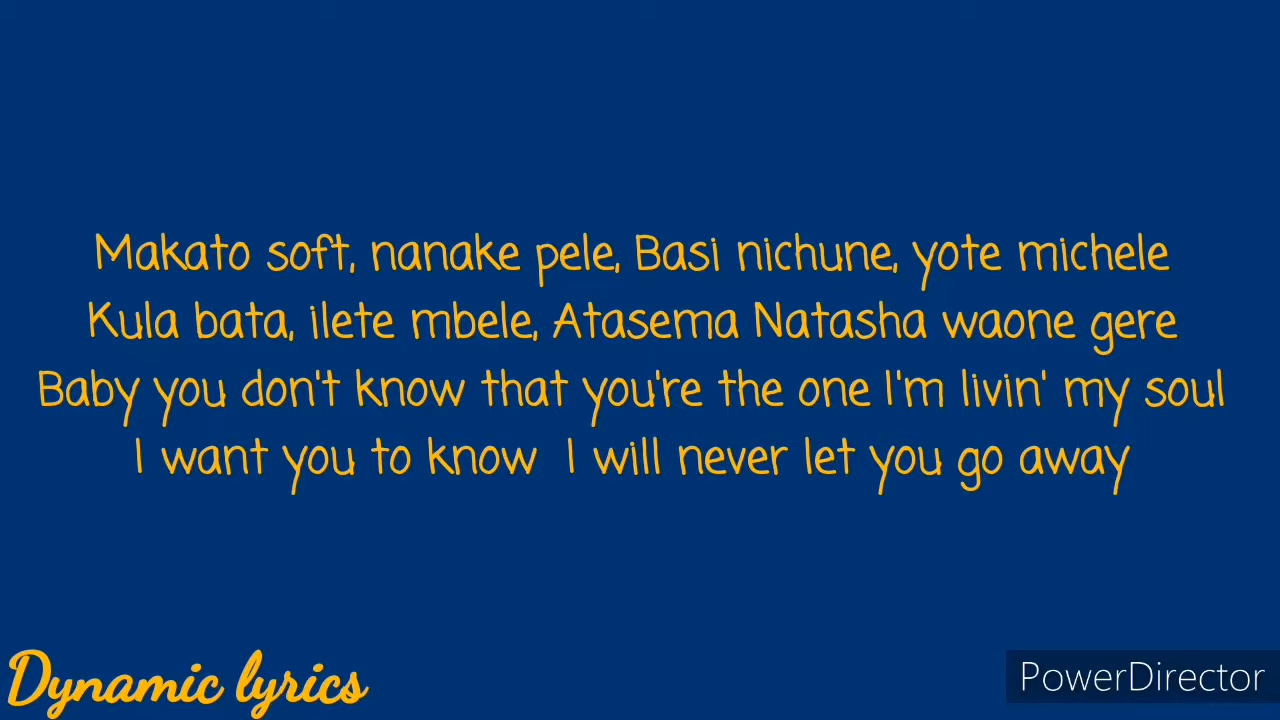 Makato soft, nanake pele, Basi nichune, yote michele
Kula bata, ilete mbele, Atasema Natasha waone gere
Baby you don't know that you're the one I'm livin' my soul
I want you to know I will never let you go away
Dynamic lyrics
PowerDirector